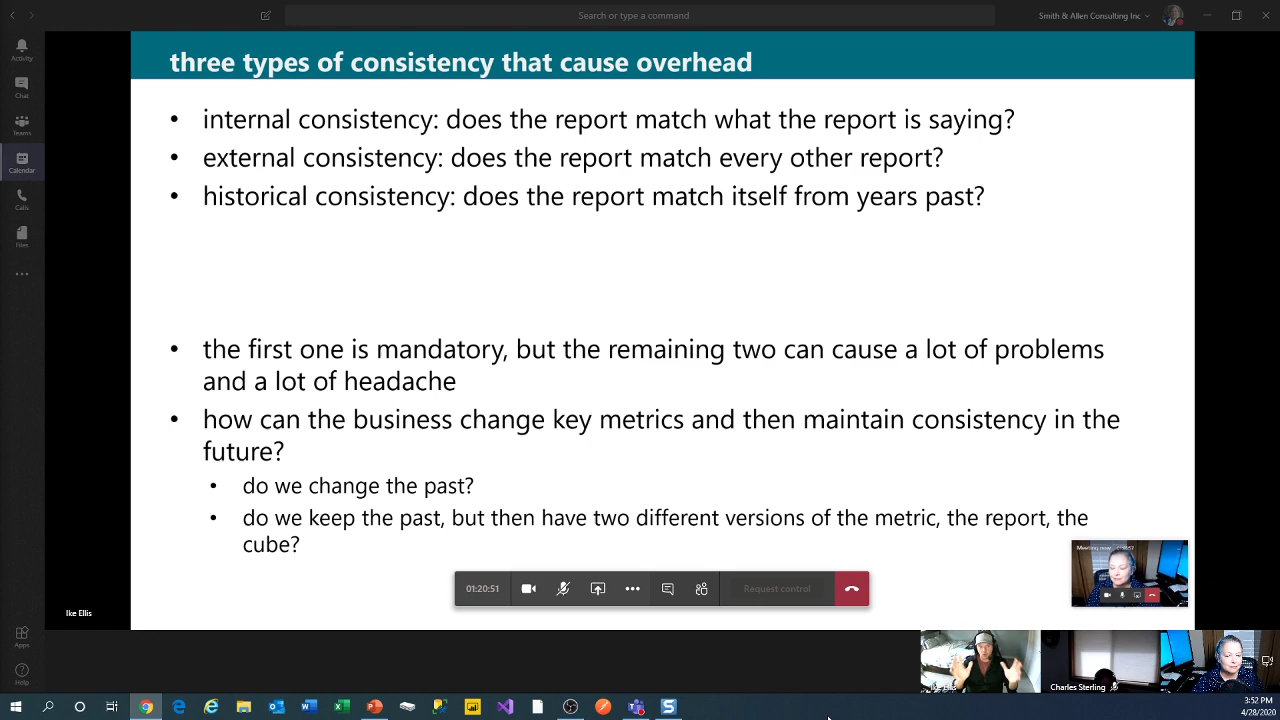 Search or type a command
Smith & Allen Consulting Inc
Activity
Chat
Teams
Calendar
Calls
Files
Apps
Help
three types of consistency that cause overhead
• internal consistency: does the report match what the report is saying?
• external consistency: does the report match every other report?
• historical consistency: does the report match itself from years past?
• the first one is mandatory, but the remaining two can cause a lot of problems
and a lot of headache
• how can the business change key metrics and then maintain consistency in the
future?
• do we change the past?
• do we keep the past, but then have two different versions of the metric, the report, the
cube?
Meeting now
01:20:51
Request control
Ike Ellis
Ike Ellis
Charles Sterling
3:52 PM
4/28/2020